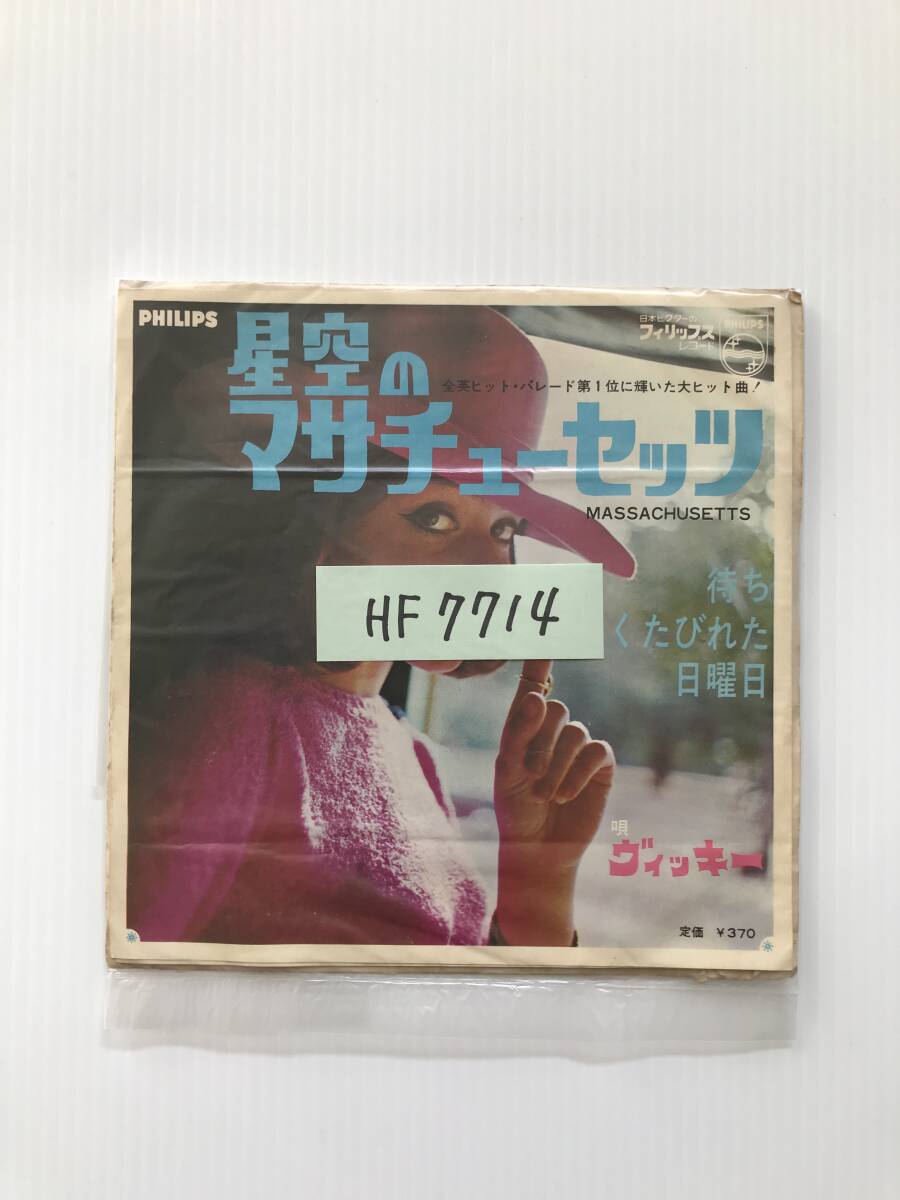 PHILIPS
日本ビクターの
フィリップス
レコード
PHILIPS
星空の
全英ヒット・パレード第1位に輝いた大ヒット曲!
マサチューセッツ
MASSACHUSETTS
待ち
くたびれた
日曜日
HF 7714
唄
ヴィッキー
定価 ¥370